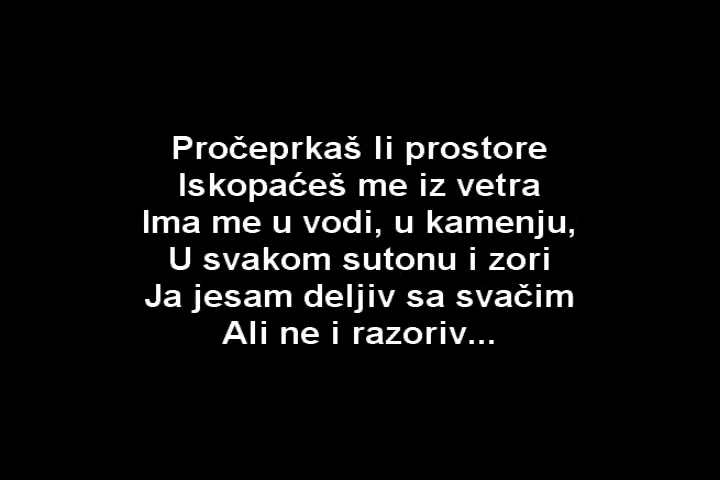 Pročeprkaš li prostore
Iskopaćeš me iz vetra
Ima me u vodi, u kamenju,
U svakom sutonu i zori
Ja jesam deljiv sa svačim
Ali ne i razoriv...